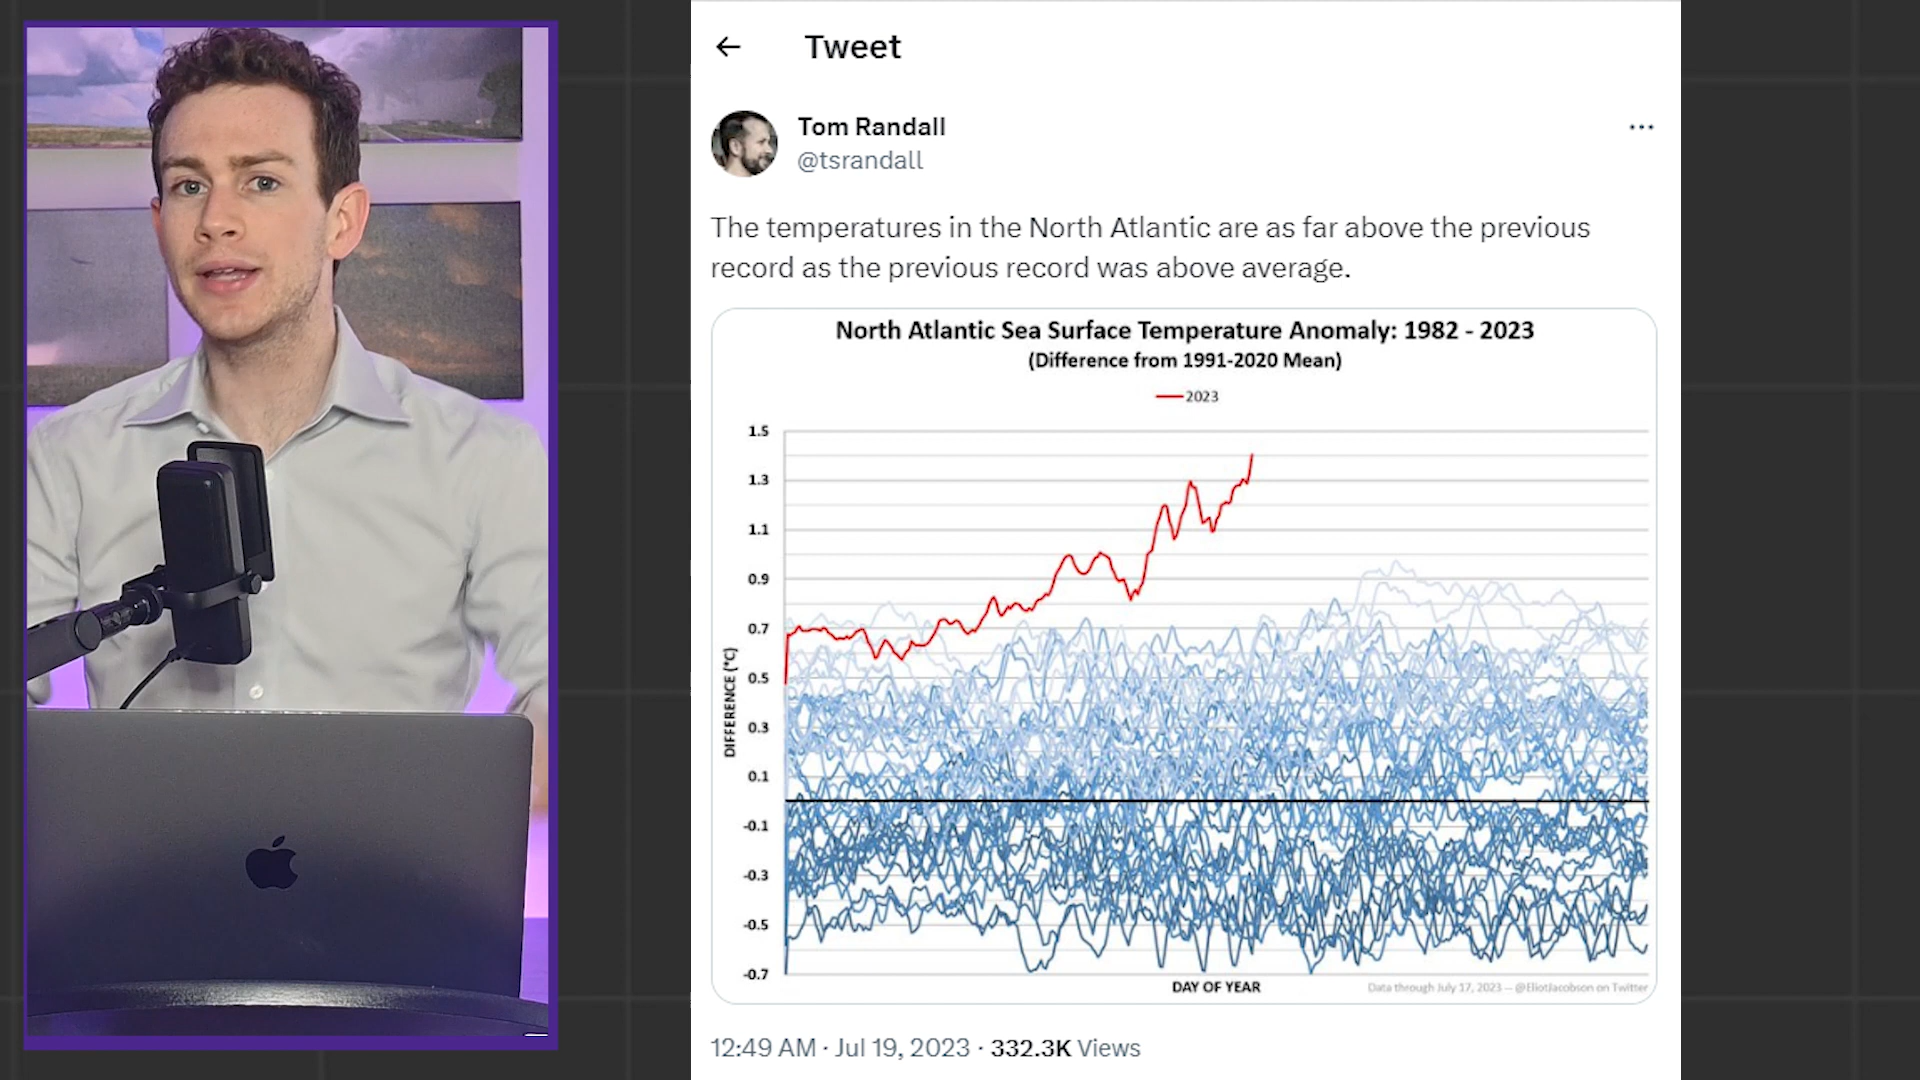 Tweet
Tom Randall
@tsrandall
The temperatures in the North Atlantic are as far above the previous
record as the previous record was above average.
North Atlantic Sea Surface Temperature Anomaly: 1982 - 2023
(Difference from 1991-2020 Mean)
2023
1.5
1.3
1.1
0.9
0.7
0.5
0.3
0.1
-0.1
-0.3
-0.5
-0.7
DIFFERENCE (°C)
DAY OF YEAR
Data through July 17, 2023 -- @EliotJacobson on Twitter
12:49 AM · Jul 19, 2023 · 332.3K Views